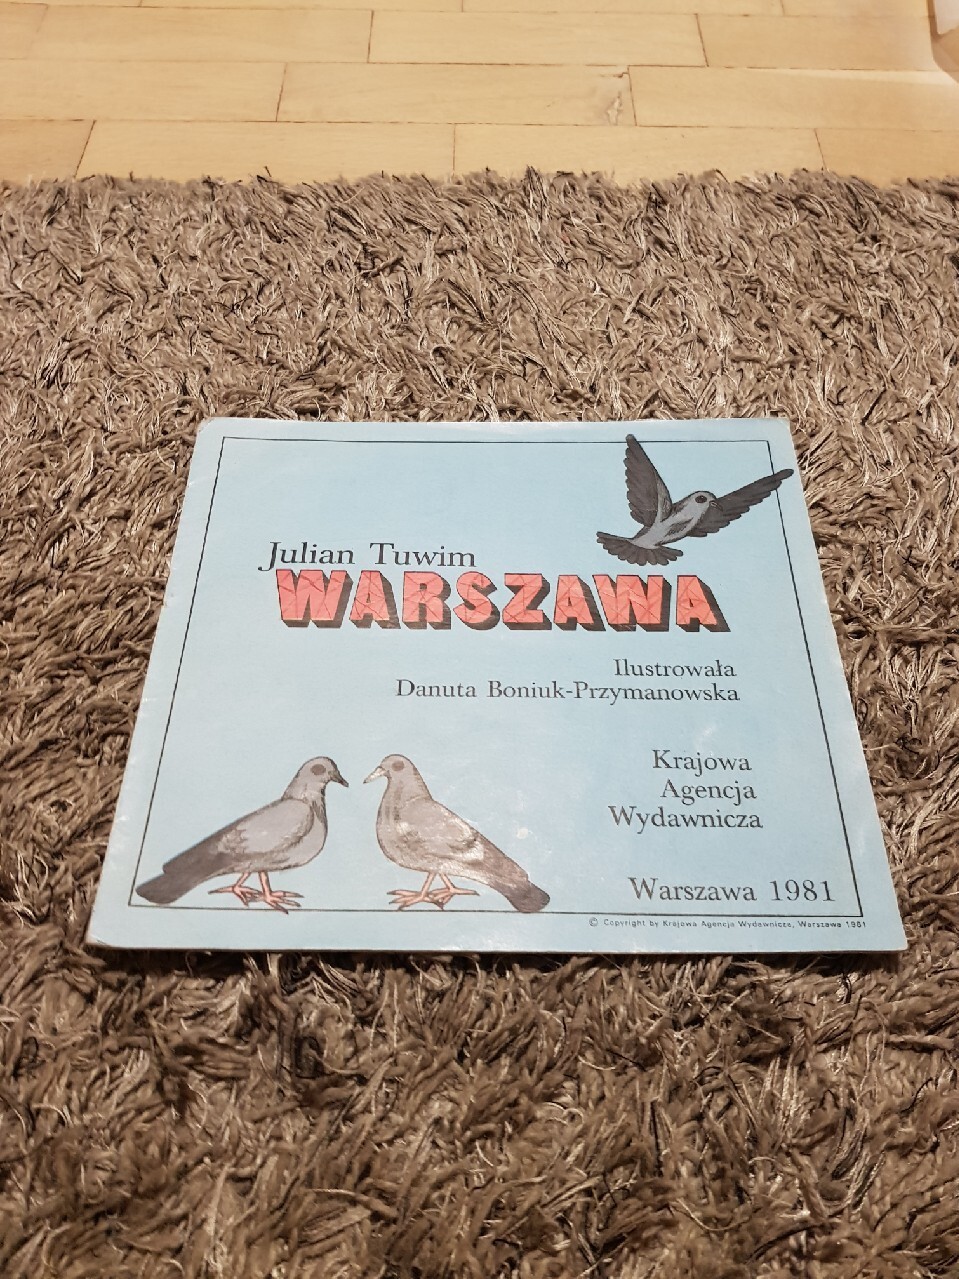 Julian Tuwim
WARSZAWA
Ilustrowała
Danuta Boniuk-Przymanowska
Krajowa
Agencja
Wydawnicza
Warszawa 1981
© Copyright by Krajowa Agencja Wydawnicza, Warszawa 1981